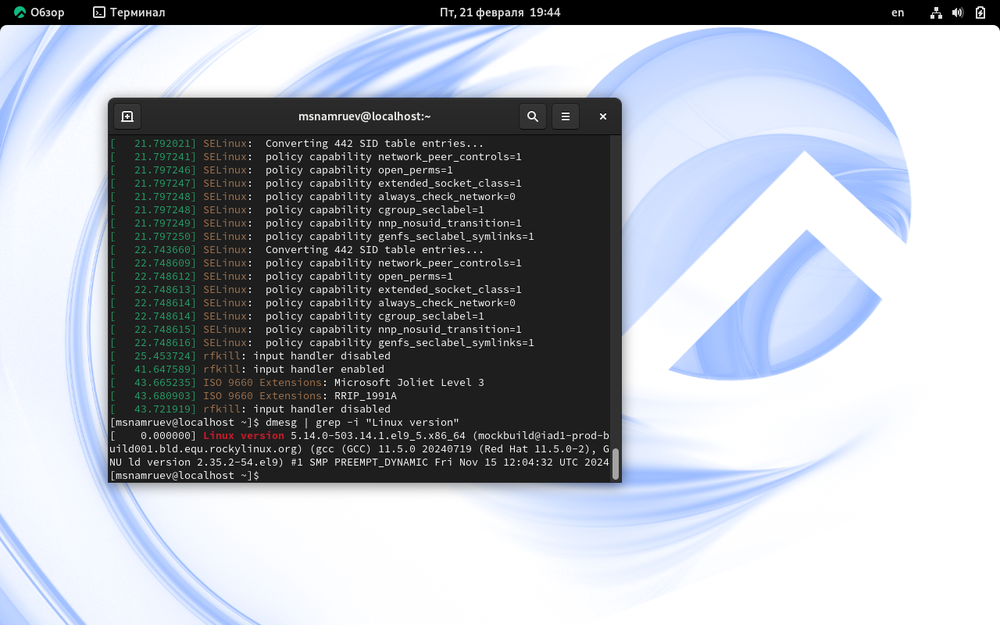 Обзор Терминал Пт, 21 февраля 19:44 en
msnamruev@localhost:~
[   21.792021] SELinux:  Converting 442 SID table entries...
[   21.797241] SELinux:  policy capability network_peer_controls=1
[   21.797246] SELinux:  policy capability open_perms=1
[   21.797247] SELinux:  policy capability extended_socket_class=1
[   21.797248] SELinux:  policy capability always_check_network=0
[   21.797248] SELinux:  policy capability cgroup_seclabel=1
[   21.797249] SELinux:  policy capability nnp_nosuid_transition=1
[   21.797250] SELinux:  policy capability genfs_seclabel_symlinks=1
[   22.743660] SELinux:  Converting 442 SID table entries...
[   22.748609] SELinux:  policy capability network_peer_controls=1
[   22.748612] SELinux:  policy capability open_perms=1
[   22.748613] SELinux:  policy capability extended_socket_class=1
[   22.748614] SELinux:  policy capability always_check_network=0
[   22.748614] SELinux:  policy capability cgroup_seclabel=1
[   22.748615] SELinux:  policy capability nnp_nosuid_transition=1
[   22.748616] SELinux:  policy capability genfs_seclabel_symlinks=1
[   25.453724] rfkill: input handler disabled
[   41.647589] rfkill: input handler enabled
[   43.665235] ISO 9660 Extensions: Microsoft Joliet Level 3
[   43.680903] ISO 9660 Extensions: RRIP_1991A
[   43.721919] rfkill: input handler disabled
[msnamruev@localhost ~]$ dmesg | grep -i "Linux version"
[    0.000000] Linux version 5.14.0-503.14.1.el9_5.x86_64 (mockbuild@iad1-prod-b
uild001.bld.equ.rockylinux.org) (gcc (GCC) 11.5.0 20240719 (Red Hat 11.5.0-2), G
NU ld version 2.35.2-54.el9) #1 SMP PREEMPT_DYNAMIC Fri Nov 15 12:04:32 UTC 2024
[msnamruev@localhost ~]$